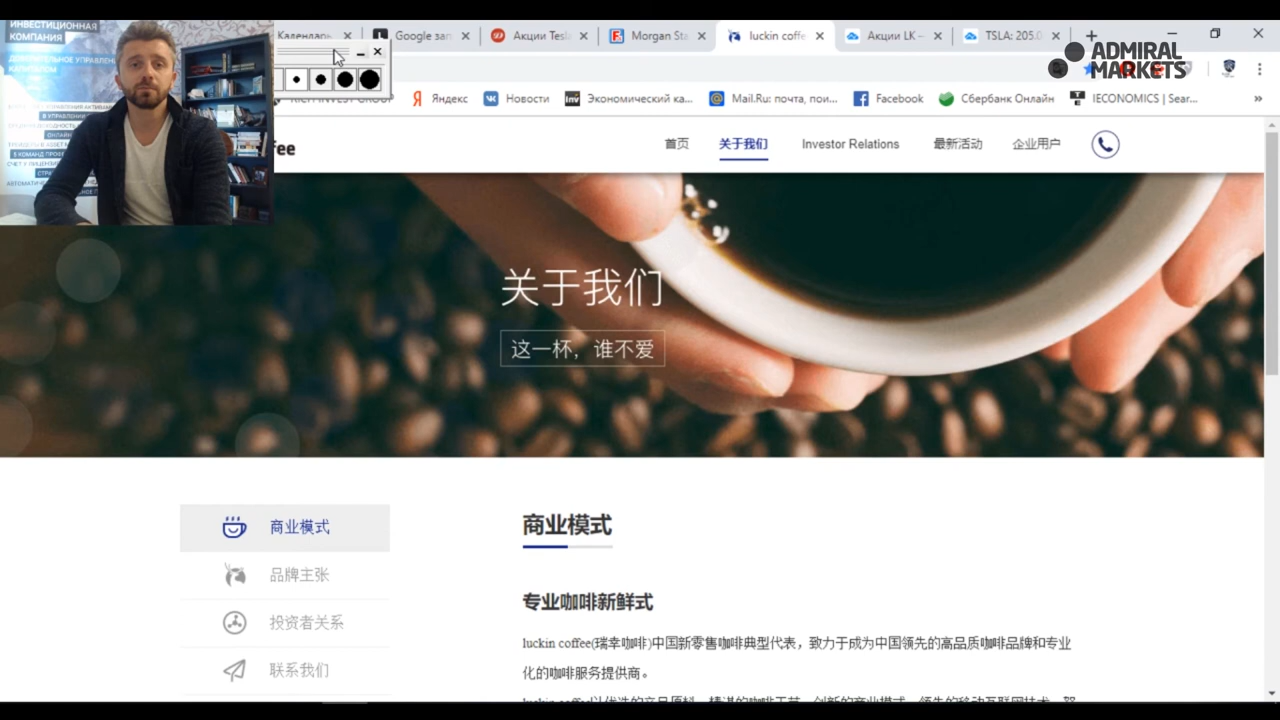 ИНВЕСТИЦИОННАЯ
КОМПАНИЯ
Календарь
Google зап
Акции Tesl
Morgan Sta
luckin coffe
Акции LK –
TSLA: 205.0
ADMIRAL
MARKETS
Яндекс
Новости
Экономический ка...
Mail.Ru: почта, пои...
Facebook
Сбербанк Онлайн
IECONOMICS | Sear...
»
fee
首页
关于我们
Investor Relations
最新活动
企业用户
关于我们
这一杯，谁不爱
商业模式
品牌主张
投资者关系
联系我们
商业模式
专业咖啡新鲜式
luckin coffee(瑞幸咖啡)中国新零售咖啡典型代表，致力于成为中国领先的高品质咖啡品牌和专业
化的咖啡服务提供商。